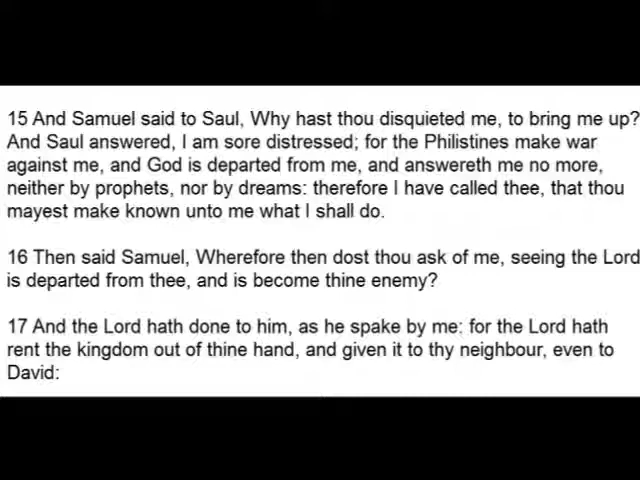 15 And Samuel said to Saul, Why hast thou disquieted me, to bring me up?
And Saul answered, I am sore distressed; for the Philistines make war
against me, and God is departed from me, and answereth me no more,
neither by prophets, nor by dreams: therefore I have called thee, that thou
mayest make known unto me what I shall do.
16 Then said Samuel, Wherefore then dost thou ask of me, seeing the Lord
is departed from thee, and is become thine enemy?
17 And the Lord hath done to him, as he spake by me: for the Lord hath
rent the kingdom out of thine hand, and given it to thy neighbour, even to
David: